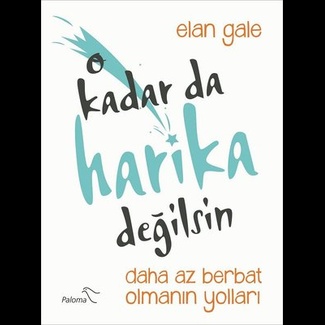 elan gale
o
kadar da
harika
değilsin
daha az berbat
olmanın yolları
Paloma